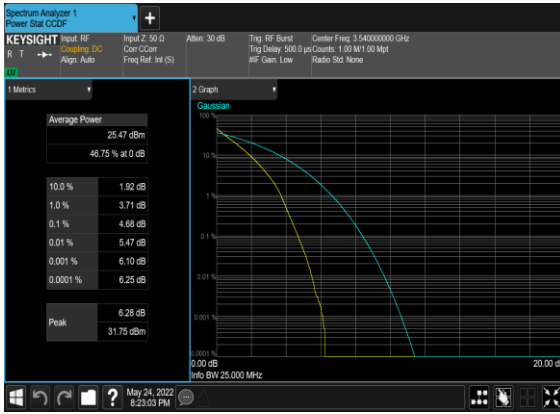 Spectrum Analyzer 1
Power Stat CCDF
KEYSIGHT
R T
LV
Input: RF
Coupling: DC
Align: Auto
Input Z: 50 Ω
Corr CCorr
Freq Ref: Int (S)
Atten: 30 dB
Trig: RF Burst
Trig Delay: 500.0 µs
#IF Gain: Low
Center Freq: 3.540000000 GHz
Counts: 1.00 M/1.00 Mpt
Radio Std: None
1 Metrics
Average Power
25.47 dBm
46.75 % at 0 dB
10.0 % 1.92 dB
1.0 % 3.71 dB
0.1 % 4.68 dB
0.01 % 5.47 dB
0.001 % 6.10 dB
0.0001 % 6.25 dB
Peak
6.28 dB
31.75 dBm
2 Graph
Gaussian
100 %
10 %
1 %
0.1 %
0.01 %
0.001 %
0.0001 %
0.00 dB
20.00 d
Info BW 25.000 MHz
? May 24, 2022
8:23:03 PM